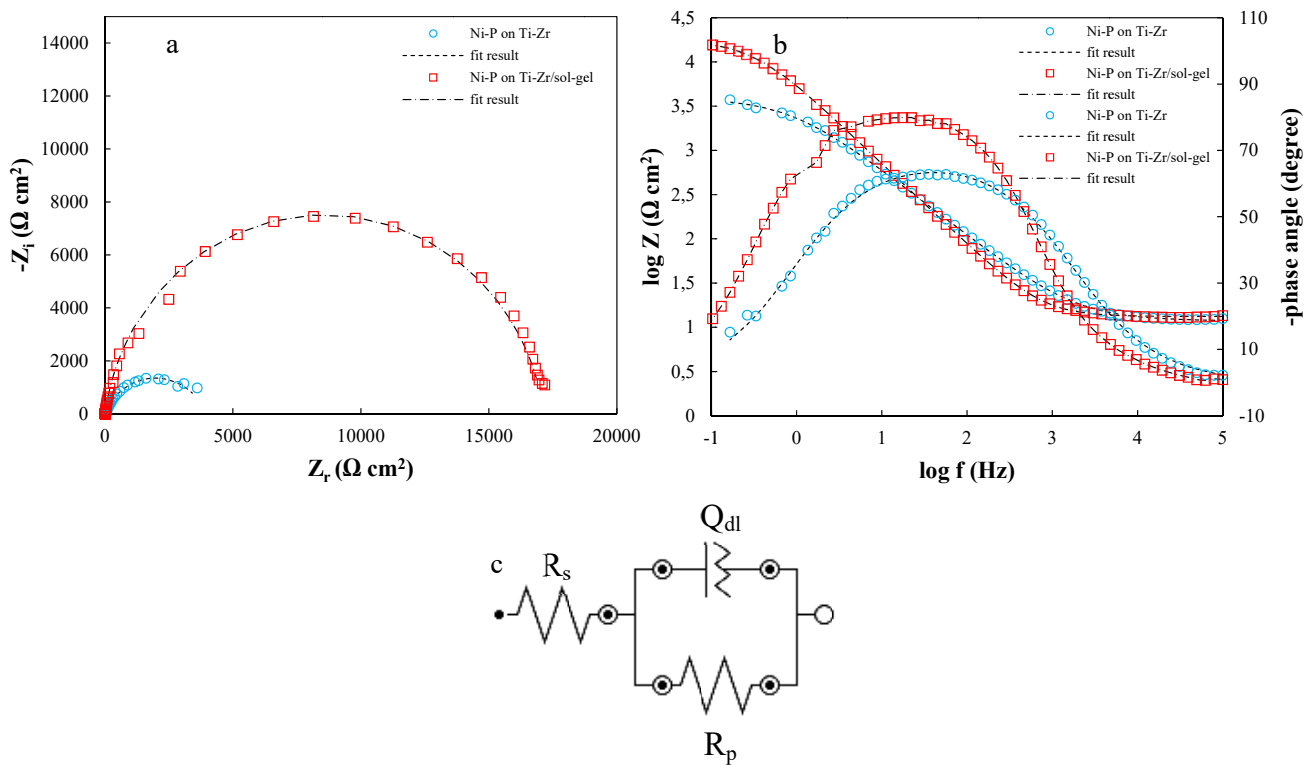 a
Ni-P on Ti-Zr
fit result
Ni-P on Ti-Zr/sol-gel
fit result
14000
12000
10000
8000
6000
4000
2000
0
-Zi (Ω cm²)
0
5000
10000
15000
20000
Zr (Ω cm²)
b
Ni-P on Ti-Zr
fit result
Ni-P on Ti-Zr/sol-gel
fit result
Ni-P on Ti-Zr
fit result
Ni-P on Ti-Zr/sol-gel
fit result
4,5
4
3,5
3
2,5
2
1,5
1
0,5
0
log Z (Ω cm²)
110
90
70
50
30
10
-10
-phase angle (degree)
-1
0
1
2
3
4
5
log f (Hz)
c
Rs
Qdl
Rp